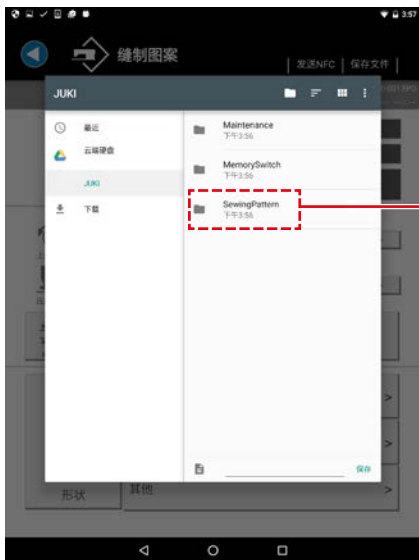 3:57
缝制图案
发送NFC
保存文件
JUKI
最近
云端硬盘
JUKI
下载
Maintenance
下午3:56
MemorySwitch
下午3:56
SewingPattern
下午3:56
保存
形状
其他